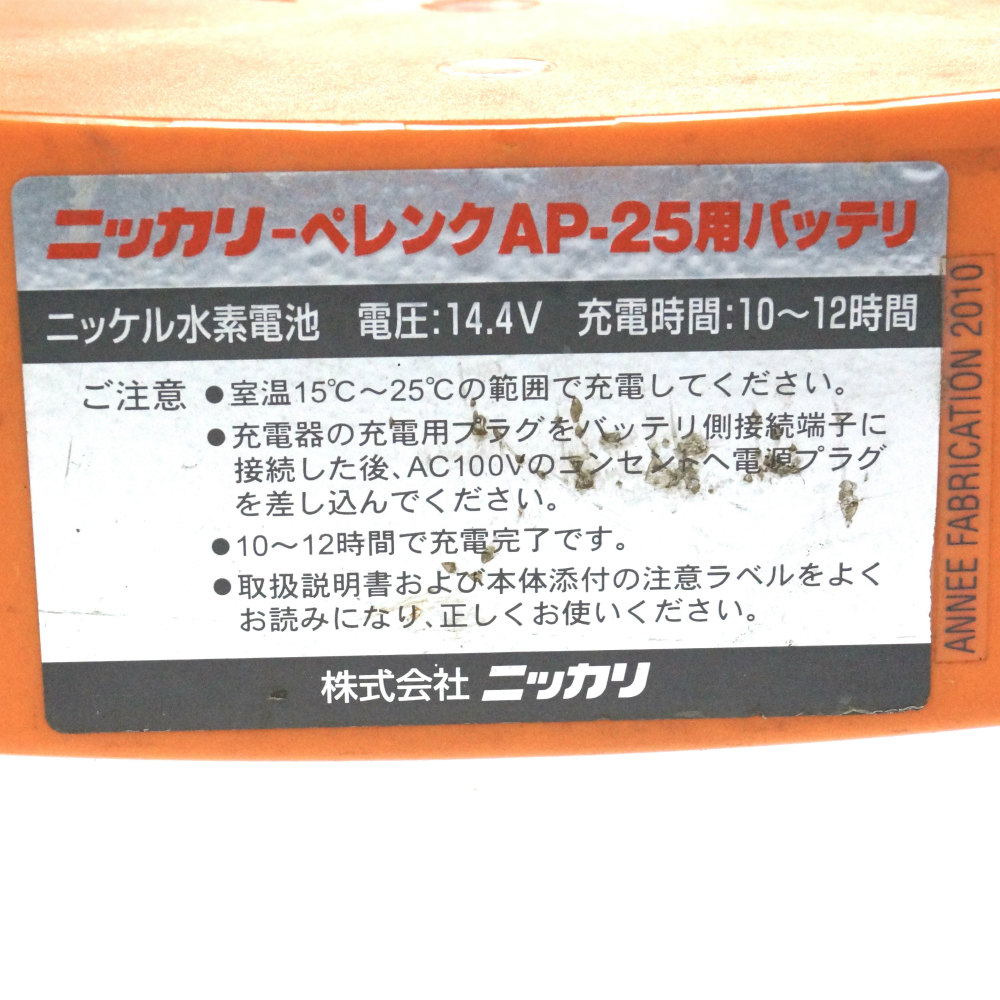 ニッカリ-ペレンクAP-25用バッテリ
ニッケル水素電池　電圧:14.4V　充電時間:10～12時間
ご注意 ●室温15℃～25℃の範囲で充電してください。
●充電器の充電用プラグをバッテリ側接続端子に
接続した後、AC100Vのコンセントへ電源プラグ
を差し込んでください。
●10～12時間で充電完了です。
●取扱説明書および本体添付の注意ラベルをよく
お読みになり、正しくお使いください。
株式会社 ニッカリ
ANNEE FABRICATION 2010